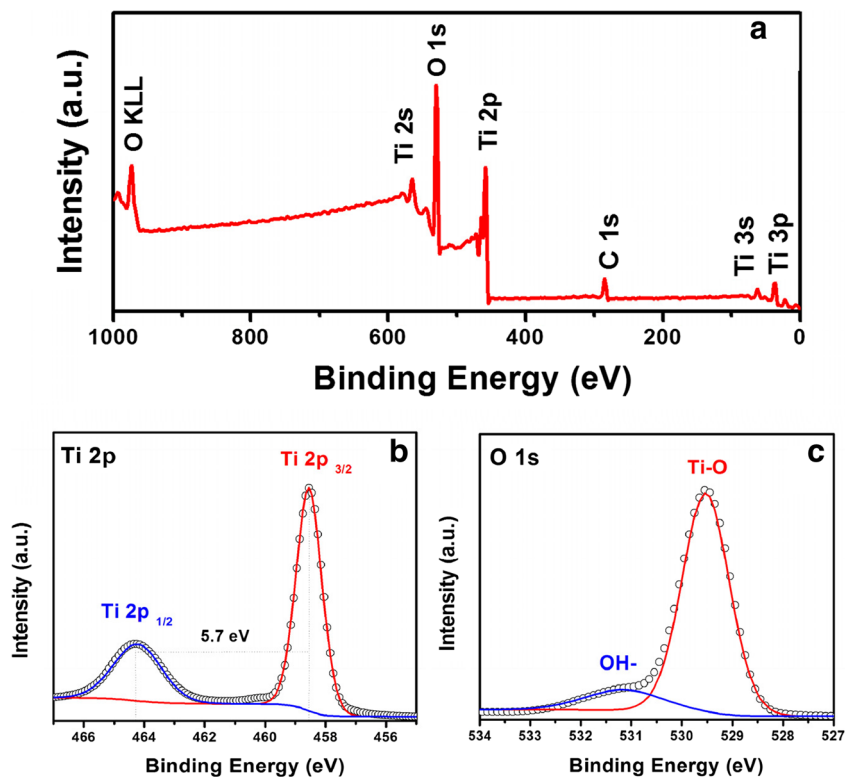 a
Intensity (a.u.)
O KLL
Ti 2s
O 1s
Ti 2p
C 1s
Ti 3s
Ti 3p
1000 800 600 400 200 0
Binding Energy (eV)
Ti 2p
b
Ti 2p 3/2
Ti 2p 1/2
5.7 eV
Intensity (a.u.)
466 464 462 460 458 456
Binding Energy (eV)
O 1s
c
Ti-O
OH-
Intensity (a.u.)
534 533 532 531 530 529 528 527
Binding Energy (eV)